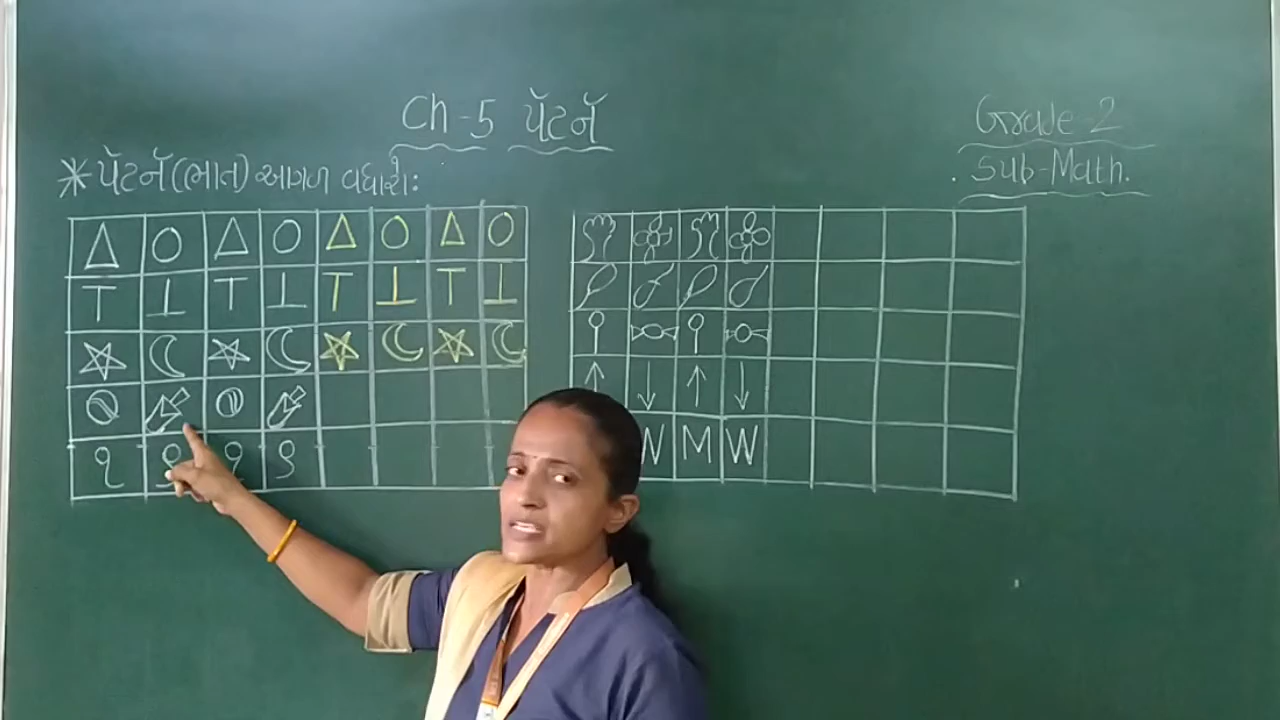 Ch-5 પૅટર્ન
Grade-2
Sub-Math.
* પૅટર્ન (ભાત) આગળ વધારો:
T ⊥ T ⊥ T ⊥ T ⊥
M W